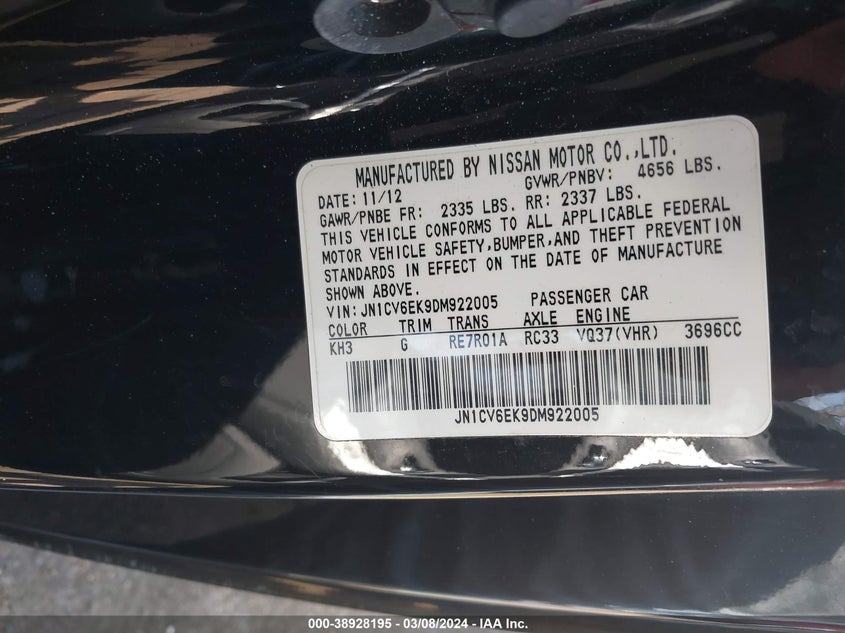 MANUFACTURED BY NISSAN MOTOR CO.,LTD.
DATE: 11/12 GVWR/PNBV: 4656 LBS.
GAWR/PNBE FR: 2335 LBS. RR: 2337 LBS.
THIS VEHICLE CONFORMS TO ALL APPLICABLE FEDERAL
MOTOR VEHICLE SAFETY,BUMPER,AND THEFT PREVENTION
STANDARDS IN EFFECT ON THE DATE OF MANUFACTURE
SHOWN ABOVE.
VIN:JN1CV6EK9DM922005 PASSENGER CAR
COLOR TRIM TRANS AXLE ENGINE
KH3 G RE7R01A RC33 VQ37(VHR) 3696CC
JN1CV6EK9DM922005
000-38928195 - 03/08/2024 - IAA Inc.